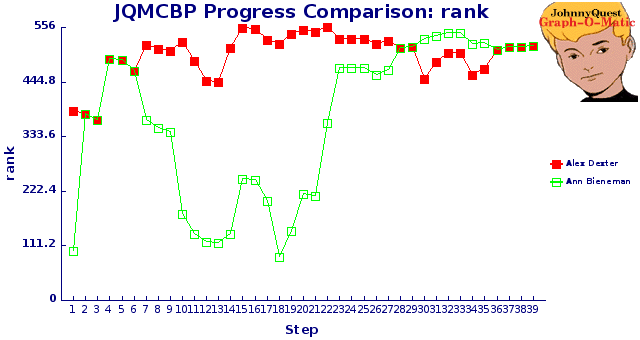 JQMCBP Progress Comparison: rank
JohnnyQuest
Graph-O-Matic
556
444.8
333.6
222.4
111.2
0
rank
Alex Dexter
Ann Bieneman
1 2 3 4 5 6 7 8 9 10 11 12 13 14 15 16 17 18 19 20 21 22 23 24 25 26 27 28 29 30 31 32 33 34 35 36 37 38 39
Step